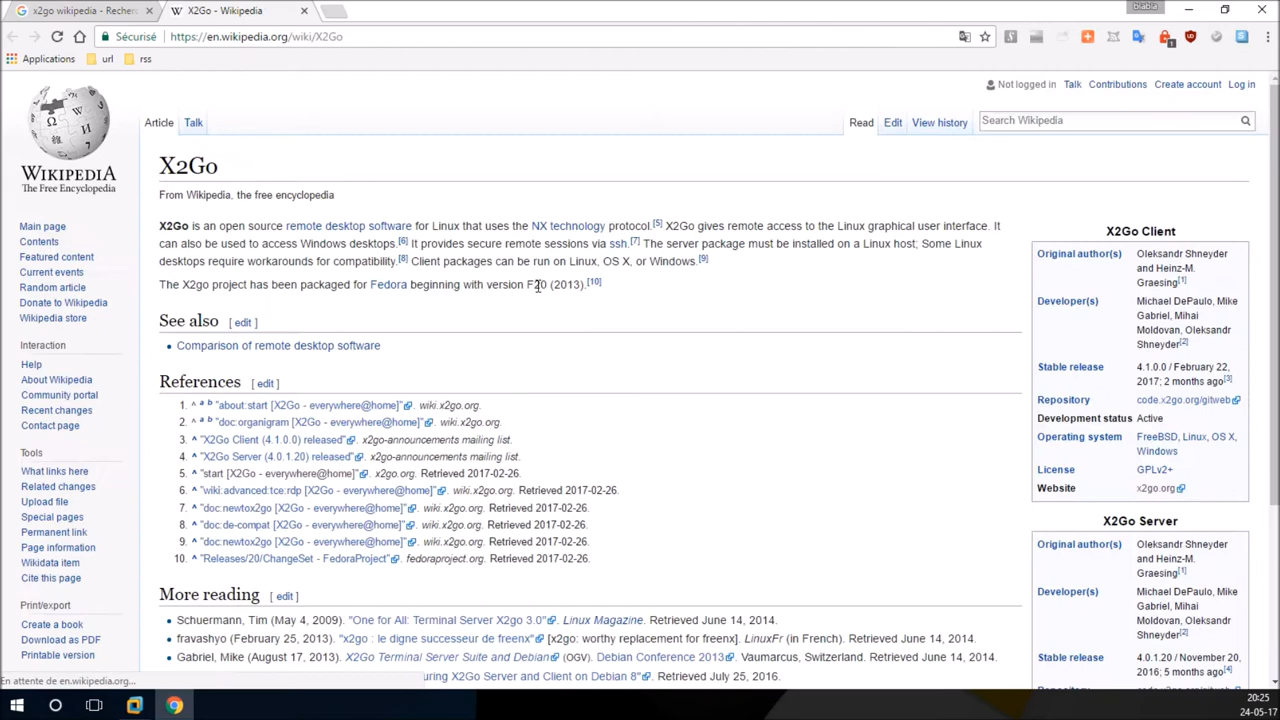 x2go wikipedia - Recher
X2Go - Wikipedia
blabla
Sécurisé
https://en.wikipedia.org/wiki/X2Go
Applications
url
rss
Not logged in Talk Contributions Create account Log in
Article Talk
Read Edit View history
Search Wikipedia
WIKIPEDIA
The Free Encyclopedia
Main page
Contents
Featured content
Current events
Random article
Donate to Wikipedia
Wikipedia store
Interaction
Help
About Wikipedia
Community portal
Recent changes
Contact page
Tools
What links here
Related changes
Upload file
Special pages
Permanent link
Page information
Wikidata item
Cite this page
Print/export
Create a book
Download as PDF
Printable version
X2Go
From Wikipedia, the free encyclopedia
X2Go is an open source remote desktop software for Linux that uses the NX technology protocol.[5] X2Go gives remote access to the Linux graphical user interface. It
can also be used to access Windows desktops.[6] It provides secure remote sessions via ssh.[7] The server package must be installed on a Linux host; Some Linux
desktops require workarounds for compatibility.[8] Client packages can be run on Linux, OS X, or Windows.[9]
The X2go project has been packaged for Fedora beginning with version F20 (2013).[10]
See also [ edit ]
• Comparison of remote desktop software
References [ edit ]
1. ^ a b "about:start [X2Go - everywhere@home]". wiki.x2go.org.
2. ^ a b "doc:organigram [X2Go - everywhere@home]". wiki.x2go.org.
3. ^ "X2Go Client (4.1.0.0) released". x2go-announcements mailing list.
4. ^ "X2Go Server (4.0.1.20) released". x2go-announcements mailing list.
5. ^ "start [X2Go - everywhere@home]". x2go.org. Retrieved 2017-02-26.
6. ^ "wiki:advanced:tce:rdp [X2Go - everywhere@home]". wiki.x2go.org. Retrieved 2017-02-26.
7. ^ "doc:newtox2go [X2Go - everywhere@home]". wiki.x2go.org. Retrieved 2017-02-26.
8. ^ "doc:de-compat [X2Go - everywhere@home]". wiki.x2go.org. Retrieved 2017-02-26.
9. ^ "doc:newtox2go [X2Go - everywhere@home]". wiki.x2go.org. Retrieved 2017-02-26.
10. ^ "Releases/20/ChangeSet - FedoraProject". fedoraproject.org. Retrieved 2017-02-26.
More reading [ edit ]
• Schuermann, Tim (May 4, 2009). "One for All: Terminal Server X2go 3.0". Linux Magazine. Retrieved June 14, 2014.
• fravashyo (February 25, 2013). "x2go : le digne successeur de freenx" [x2go: worthy replacement for freenx]. LinuxFr (in French). Retrieved June 14, 2014.
• Gabriel, Mike (August 17, 2013). X2Go Terminal Server Suite and Debian (OGV). Debian Conference 2013. Vaumarcus, Switzerland. Retrieved June 14, 2014.
uring X2Go Server and Client on Debian 8". Retrieved July 25, 2016.
X2Go Client
Original author(s) Oleksandr Shneyder
and Heinz-M.
Graesing[1]
Developer(s) Michael DePaulo, Mike
Gabriel, Mihai
Moldovan, Oleksandr
Shneyder[2]
Stable release 4.1.0.0 / February 22,
2017; 2 months ago[3]
Repository code.x2go.org/gitweb
Development status Active
Operating system FreeBSD, Linux, OS X,
Windows
License GPLv2+
Website x2go.org
X2Go Server
Original author(s) Oleksandr Shneyder
and Heinz-M.
Graesing[1]
Developer(s) Michael DePaulo, Mike
Gabriel, Mihai
Moldovan, Oleksandr
Shneyder[2]
Stable release 4.0.1.20 / November 20,
2016; 5 months ago[4]
Repository code.x2go.org/gitweb
En attente de en.wikipedia.org...
20:25
24-05-17